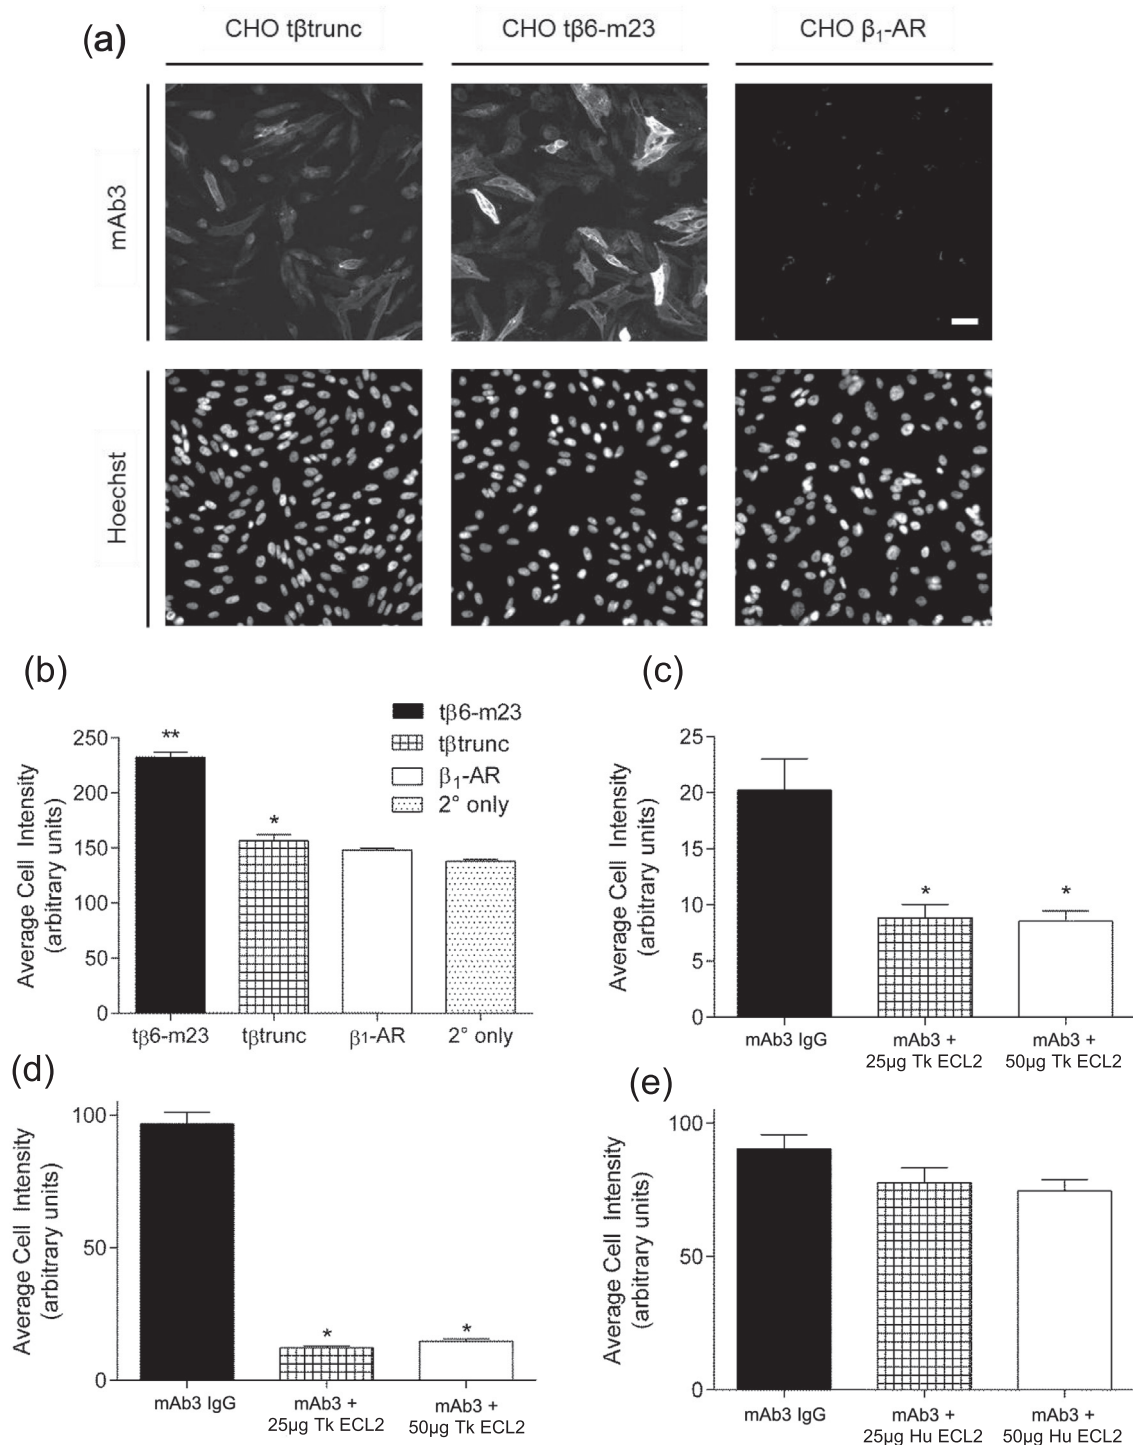 (a)
CHO tβtrunc
CHO tβ6-m23
CHO β1-AR
mAb3
Hoechst
(b)
tβ6-m23
tβtrunc
β1-AR
2° only
Average Cell Intensity
(arbitrary units)
250
200
150
100
50
0
**
*
tβ6-m23
tβtrunc
β1-AR
2° only
(c)
Average Cell Intensity
(arbitrary units)
25
20
15
10
5
0
*
*
mAb3 IgG
mAb3 +
25µg Tk ECL2
mAb3 +
50µg Tk ECL2
(d)
Average Cell Intensity
(arbitrary units)
100
50
0
*
*
mAb3 IgG
mAb3 +
25µg Tk ECL2
mAb3 +
50µg Tk ECL2
(e)
Average Cell Intensity
(arbitrary units)
100
50
0
mAb3 IgG
mAb3 +
25µg Hu ECL2
mAb3 +
50µg Hu ECL2